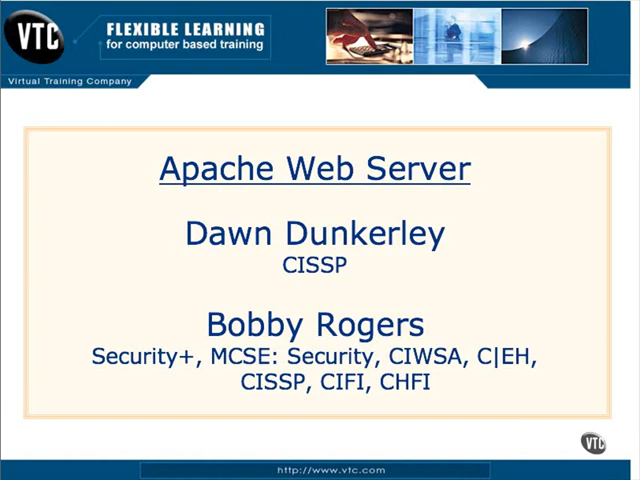 VTC
FLEXIBLE LEARNING
for computer based training
Virtual Training Company
Apache Web Server
Dawn Dunkerley
CISSP
Bobby Rogers
Security+, MCSE: Security, CIWSA, C|EH,
CISSP, CIFI, CHFI
VTC
http://www.vtc.com